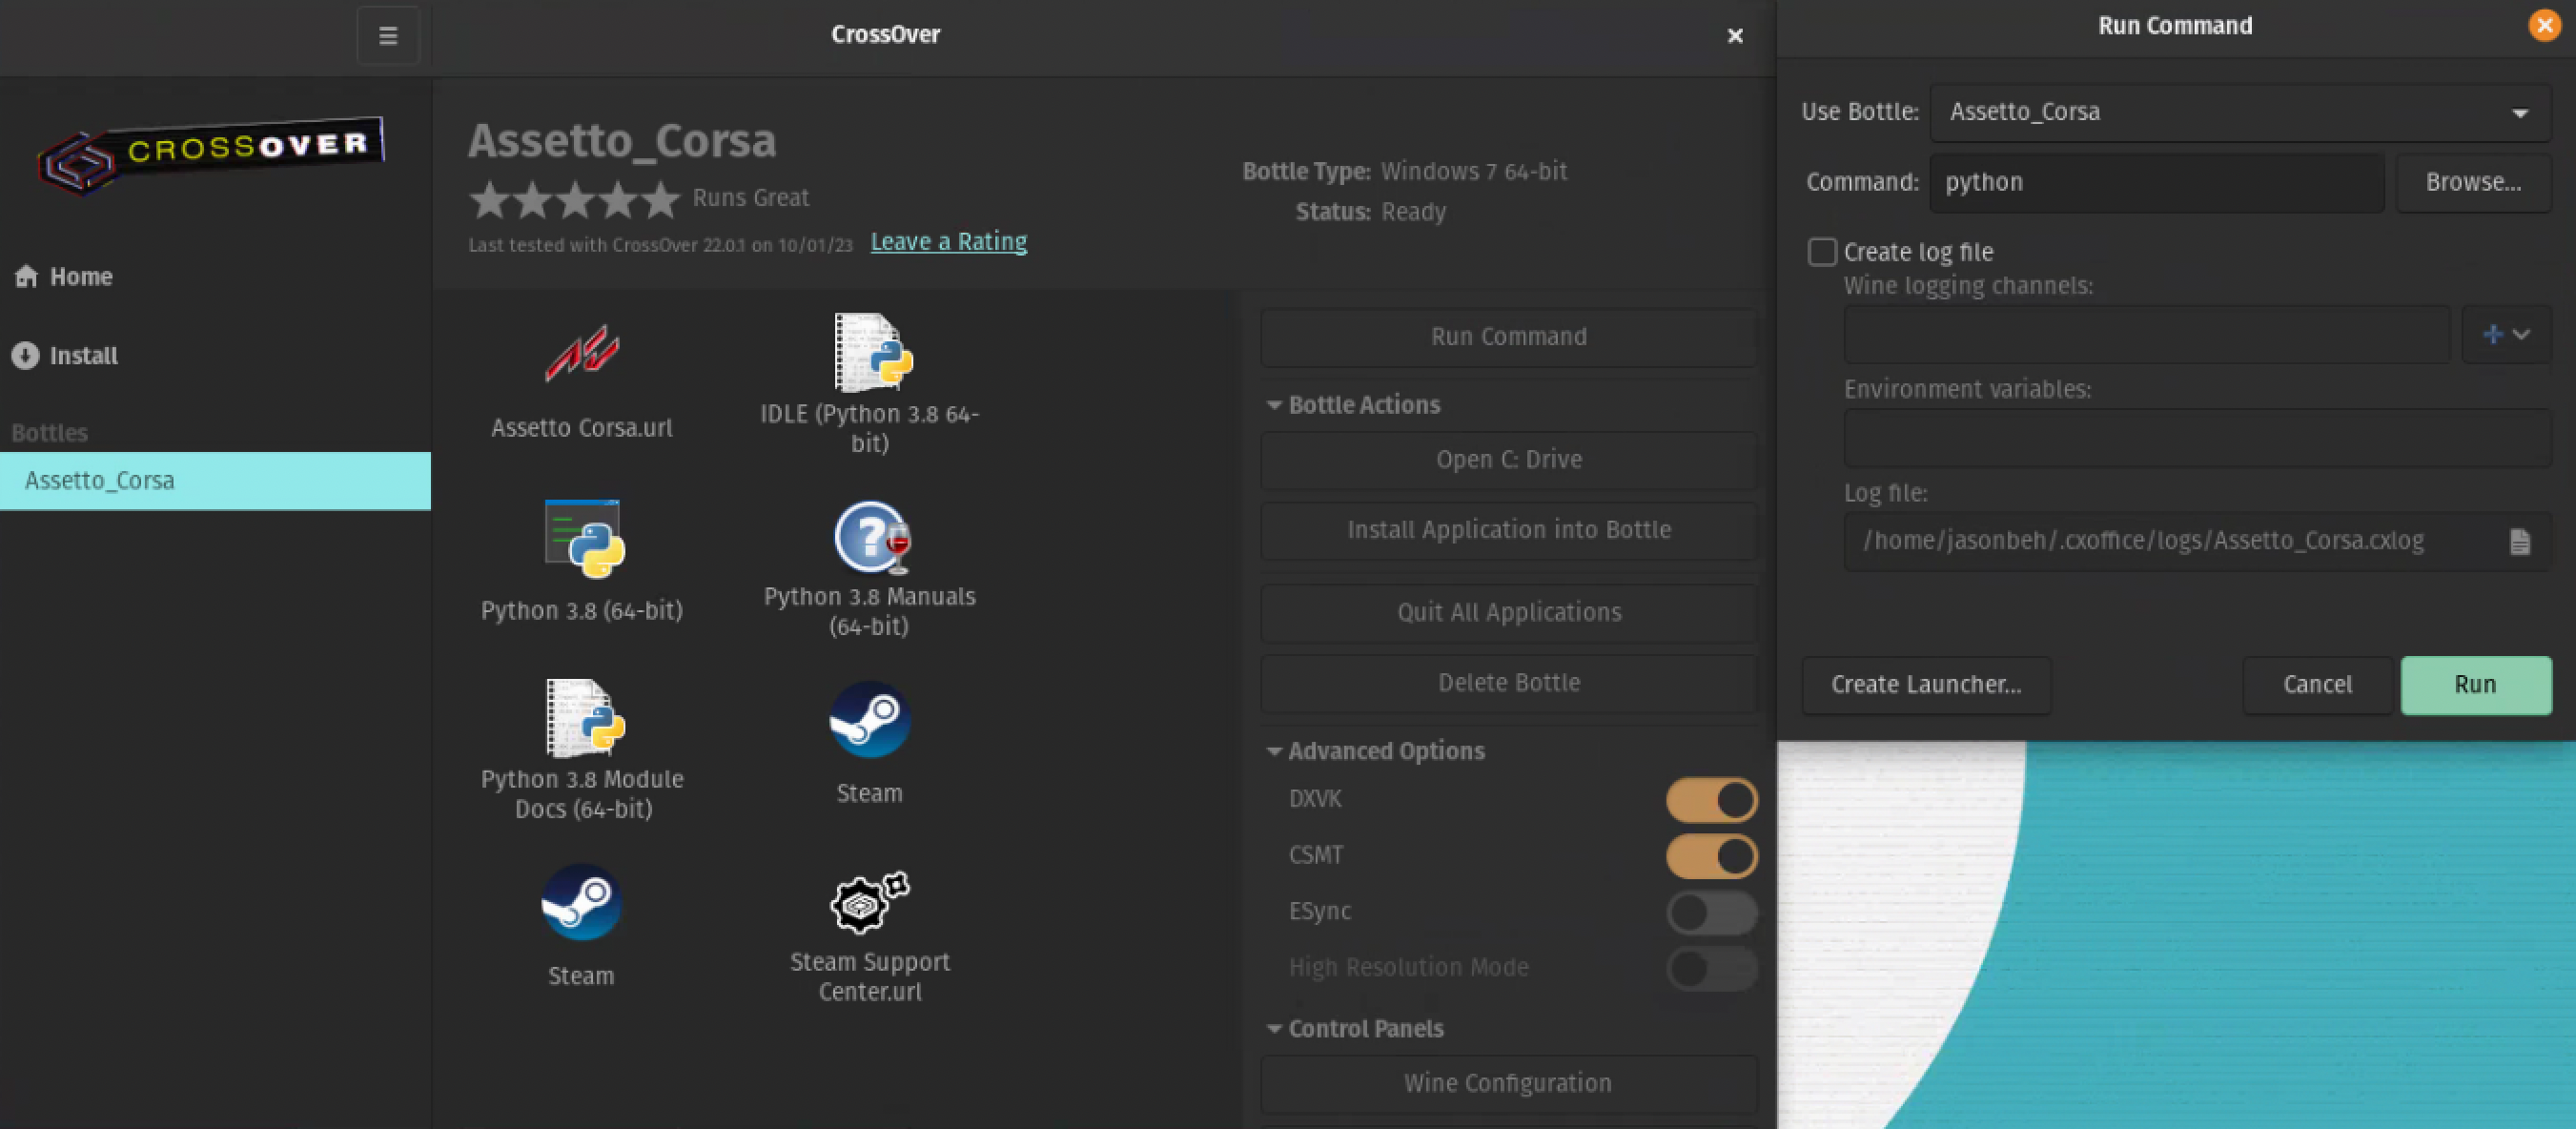 CrossOver
CROSSOVER
Home
Install
Bottles
Assetto_Corsa
Assetto_Corsa
Runs Great
Last tested with CrossOver 22.0.1 on 10/01/23 Leave a Rating
Bottle Type: Windows 7 64-bit
Status: Ready
Assetto Corsa.url
IDLE (Python 3.8 64-
bit)
Python 3.8 (64-bit)
Python 3.8 Manuals
(64-bit)
Python 3.8 Module
Docs (64-bit)
Steam
Steam
Steam Support
Center.url
Run Command
Bottle Actions
Open C: Drive
Install Application into Bottle
Quit All Applications
Delete Bottle
Advanced Options
DXVK
CSMT
ESync
High Resolution Mode
Control Panels
Wine Configuration
Run Command
Use Bottle: Assetto_Corsa
Command: python Browse...
Create log file
Wine logging channels:
Environment variables:
Log file:
/home/jasonbeh/.cxoffice/logs/Assetto_Corsa.cxlog
Create Launcher... Cancel Run